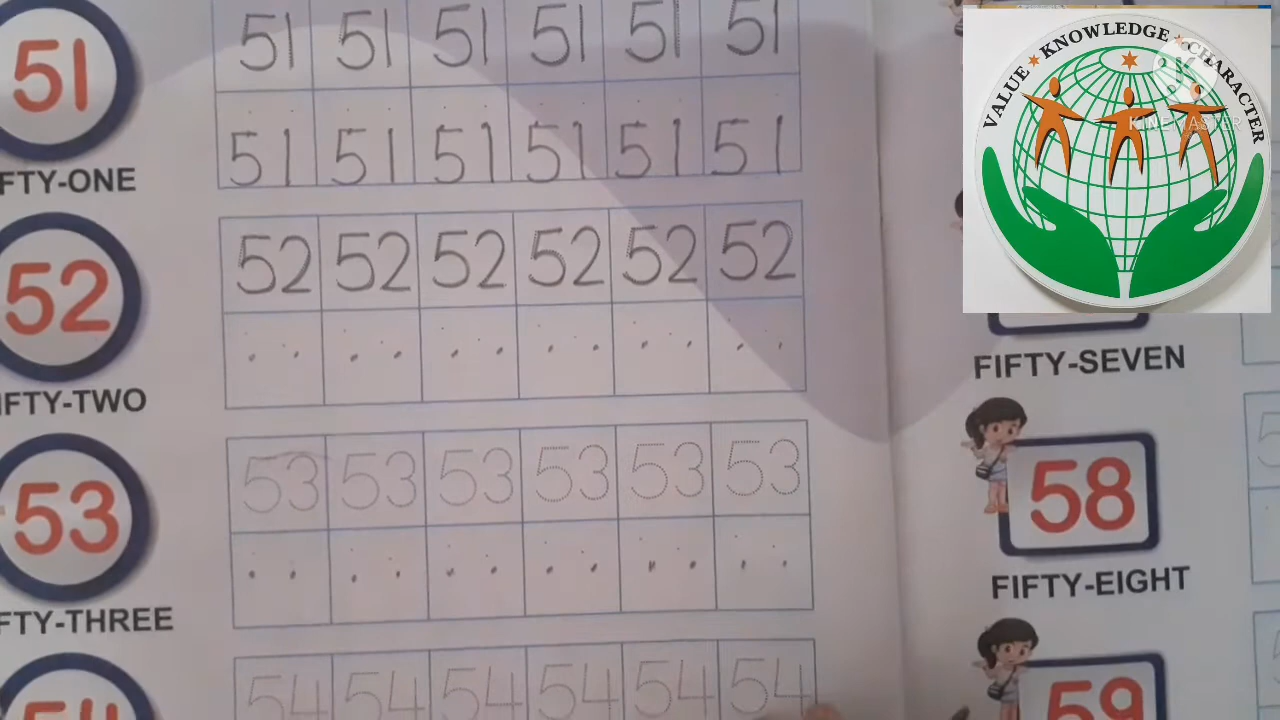 51 51 51 51 51 51
51
51 51 51 51 51 51
FTY-ONE
52 52 52 52 52 52
52
FTY-TWO
53 53 53 53 53 53
53
FTY-THREE
54 54 54 54 54 54
VALUE ★ KNOWLEDGE ★ CHARACTER
KINEMASTER
FIFTY-SEVEN
58
FIFTY-EIGHT
59